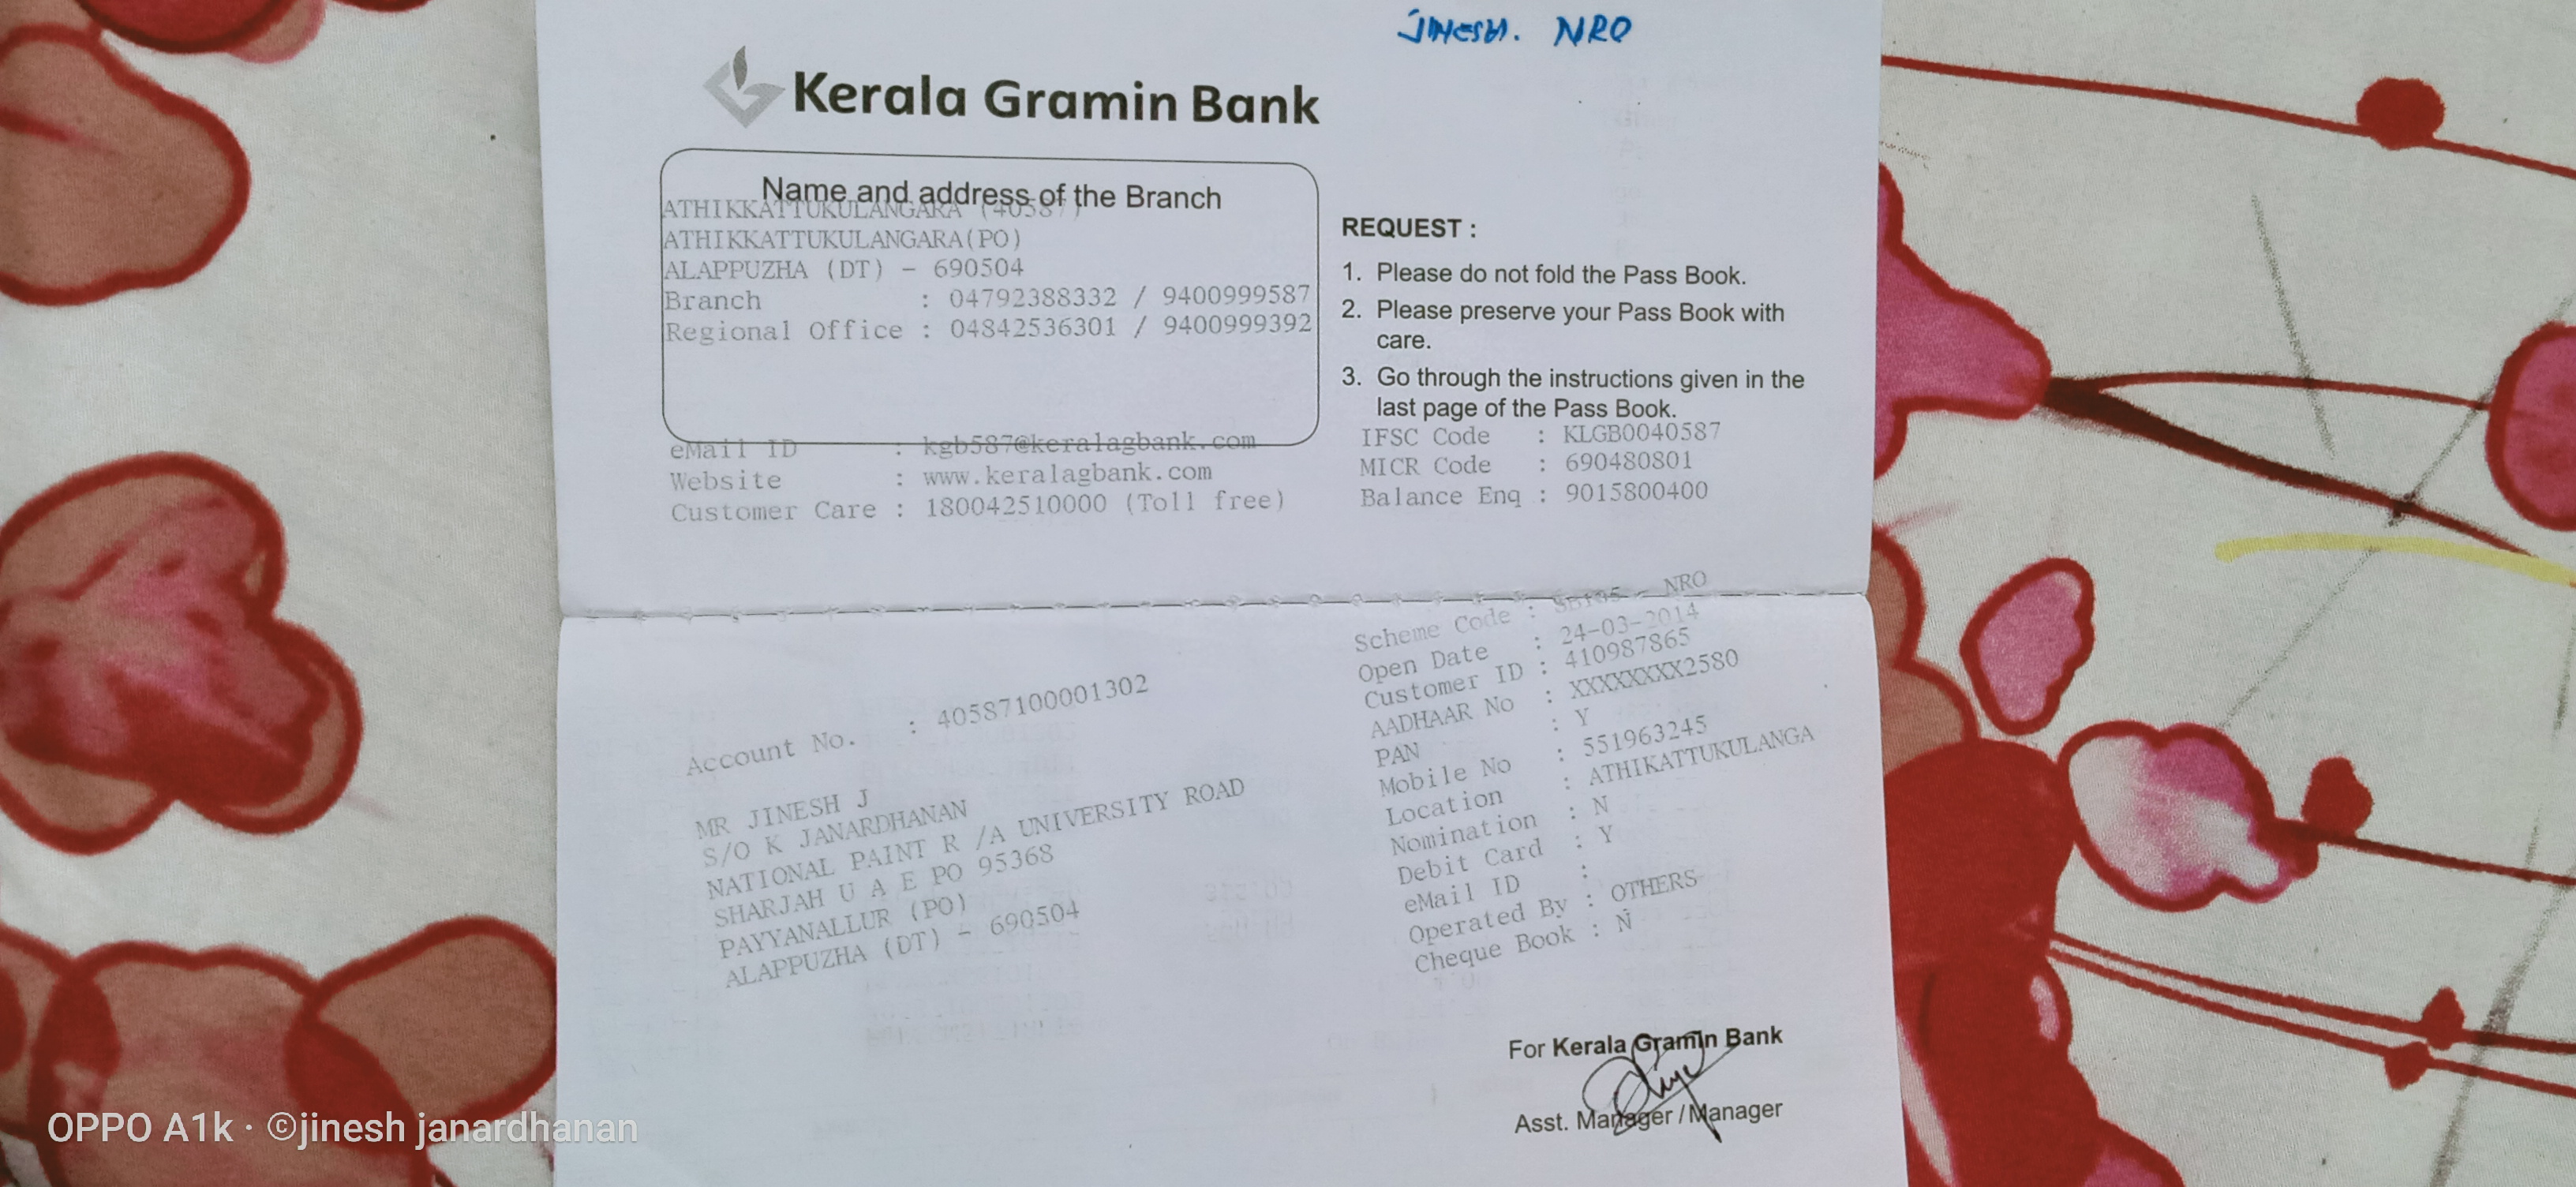 JINESH. NRO
Kerala Gramin Bank
Name and address of the Branch
ATHIKKATTUKULANGARA (40587)
ATHIKKATTUKULANGARA(PO)
ALAPPUZHA (DT) - 690504
Branch : 04792388332 / 9400999587
Regional Office : 04842536301 / 9400999392
eMail ID : kgb587@keralagbank.com
Website : www.keralagbank.com
Customer Care : 180042510000 (Toll free)
REQUEST :
1. Please do not fold the Pass Book.
2. Please preserve your Pass Book with
care.
3. Go through the instructions given in the
last page of the Pass Book.
IFSC Code : KLGB0040587
MICR Code : 690480801
Balance Enq : 9015800400
Account No. : 40587100001302
MR JINESH J
S/O K JANARDHANAN
NATIONAL PAINT R /A UNIVERSITY ROAD
SHARJAH U A E PO 95368
PAYYANALLUR (PO)
ALAPPUZHA (DT) - 690504
Scheme Code : - NRO
Open Date : 24-03-2014
Customer ID : 410987865
AADHAAR No : XXXXXXXX2580
PAN : Y
Mobile No : 551963245
Location : ATHIKATTUKULANGA
Nomination : N
Debit Card : Y
eMail ID :
Operated By : OTHERS
Cheque Book : N
For Kerala Gramin Bank
Asst. Manager / Manager
OPPO A1k · ©jinesh janardhanan